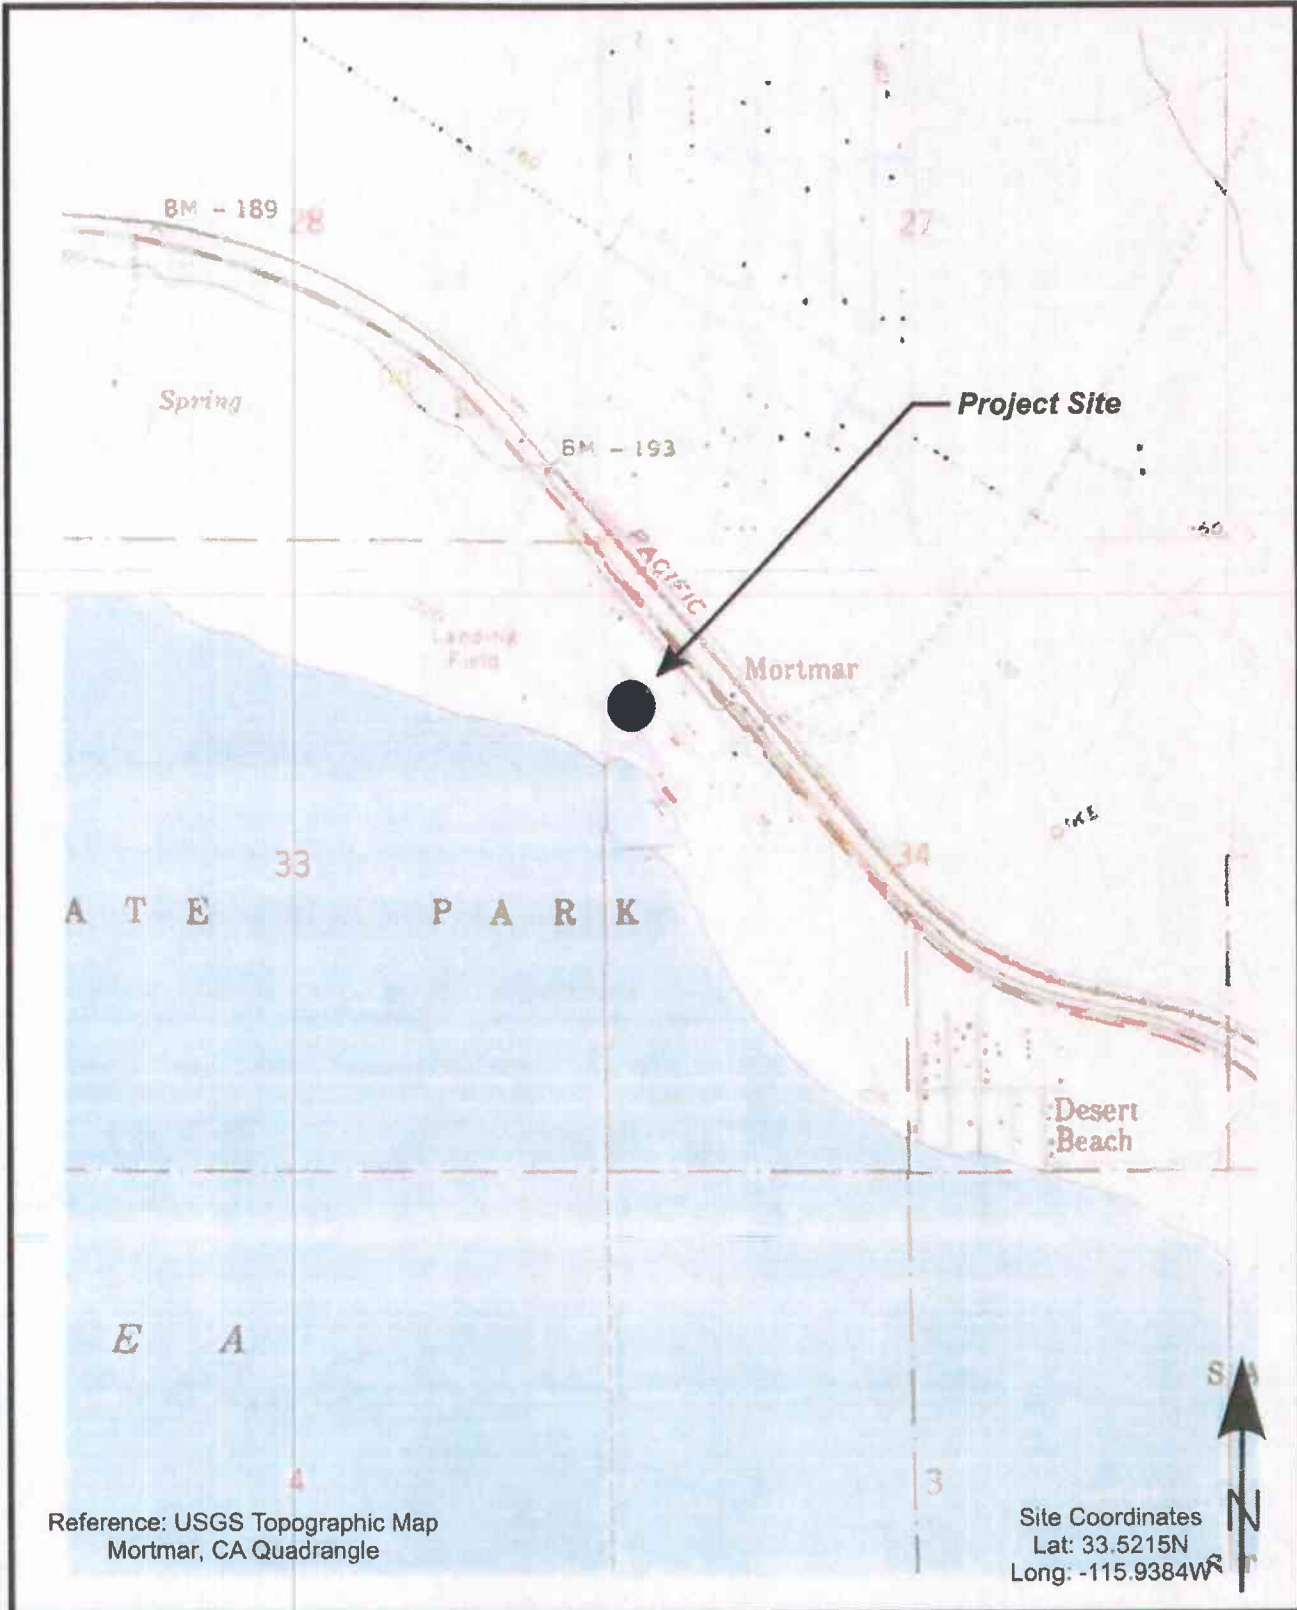 BM - 189
28
27
Spring
Project Site
BM - 193
PACIFIC
Landing
Field
Mortmar
33
34
DIKE
A T E P A R K
Desert
Beach
E A
S A
4
3
Reference: USGS Topographic Map
Mortmar, CA Quadrangle
Site Coordinates
Lat: 33.5215N
Long: -115.9384W
N